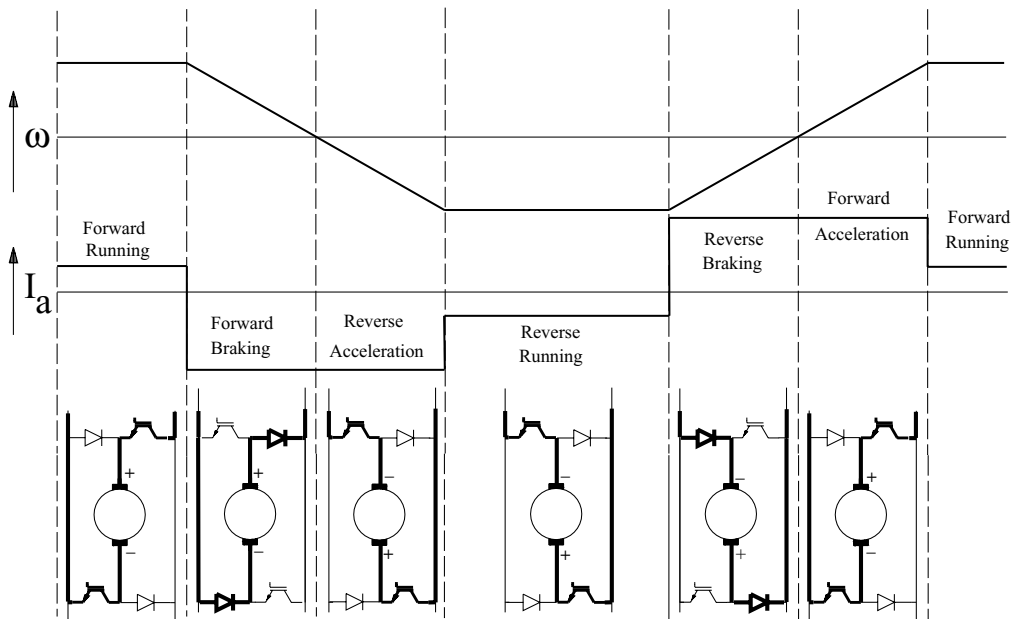 ω
Forward
Running
Forward
Acceleration
Forward
Running
Reverse
Braking
I a
Forward
Braking
Reverse
Acceleration
Reverse
Running
+
−
+
−
−
+
−
+
−
+
+
−